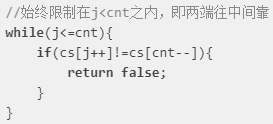 //始终限制在j<cnt之内，即两端往中间靠
while(j<=cnt){
    if(cs[j++]!=cs[cnt--]){
        return false;
    }
}